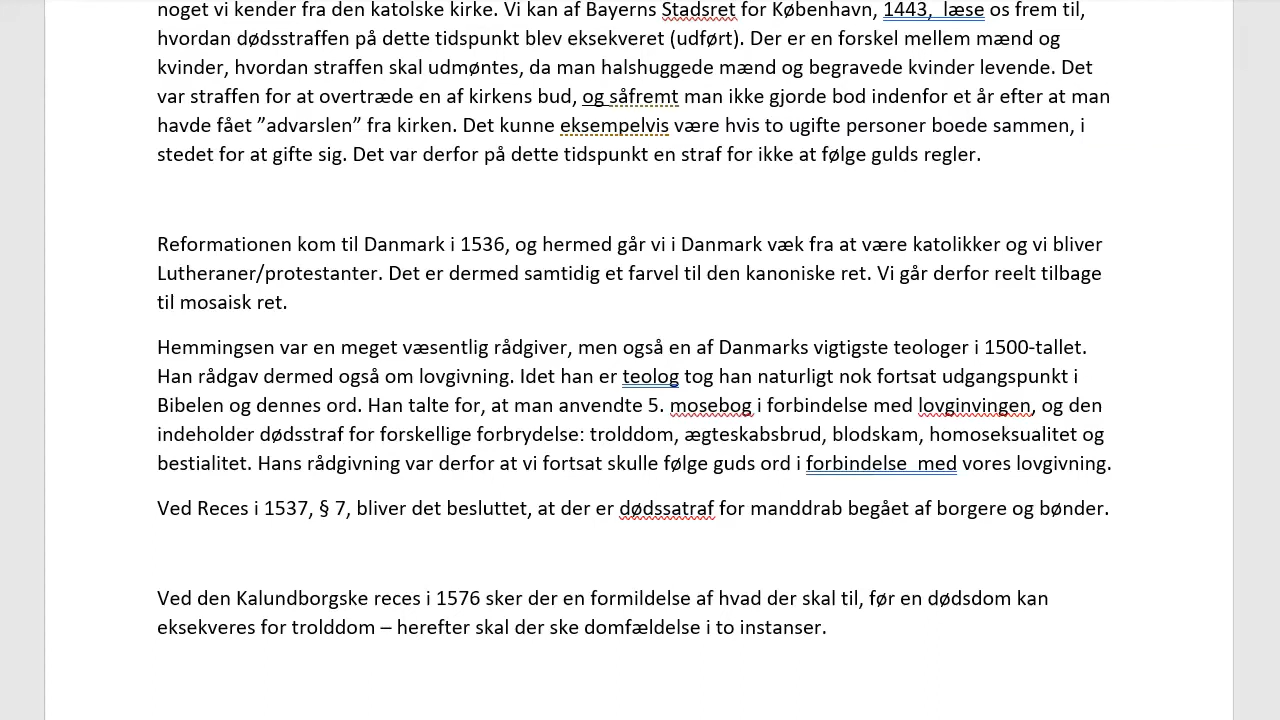 noget vi kender fra den katolske kirke. Vi kan af Bayerns Stadsret for København, 1443,  læse os frem til,
hvordan dødsstraffen på dette tidspunkt blev eksekveret (udført). Der er en forskel mellem mænd og
kvinder, hvordan straffen skal udmøntes, da man halshuggede mænd og begravede kvinder levende. Det
var straffen for at overtræde en af kirkens bud, og såfremt man ikke gjorde bod indenfor et år efter at man
havde fået ”advarslen” fra kirken. Det kunne eksempelvis være hvis to ugifte personer boede sammen, i
stedet for at gifte sig. Det var derfor på dette tidspunkt en straf for ikke at følge gulds regler.
Reformationen kom til Danmark i 1536, og hermed går vi i Danmark væk fra at være katolikker og vi bliver
Lutheraner/protestanter. Det er dermed samtidig et farvel til den kanoniske ret. Vi går derfor reelt tilbage
til mosaisk ret.
Hemmingsen var en meget væsentlig rådgiver, men også en af Danmarks vigtigste teologer i 1500-tallet.
Han rådgav dermed også om lovgivning. Idet han er teolog tog han naturligt nok fortsat udgangspunkt i
Bibelen og dennes ord. Han talte for, at man anvendte 5. mosebog i forbindelse med lovginvingen, og den
indeholder dødsstraf for forskellige forbrydelse: trolddom, ægteskabsbrud, blodskam, homoseksualitet og
bestialitet. Hans rådgivning var derfor at vi fortsat skulle følge guds ord i forbindelse  med vores lovgivning.
Ved Reces i 1537, § 7, bliver det besluttet, at der er dødssatraf for manddrab begået af borgere og bønder.
Ved den Kalundborgske reces i 1576 sker der en formildelse af hvad der skal til, før en dødsdom kan
eksekveres for trolddom – herefter skal der ske domfældelse i to instanser.